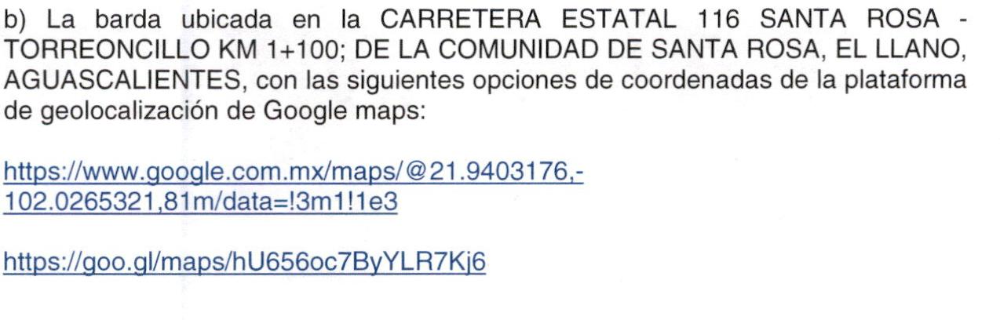 b) La barda ubicada en la CARRETERA ESTATAL 116 SANTA ROSA -
TORREONCILLO KM 1+100; DE LA COMUNIDAD DE SANTA ROSA, EL LLANO,
AGUASCALIENTES, con las siguientes opciones de coordenadas de la plataforma
de geolocalización de Google maps:
https://www.google.com.mx/maps/@21.9403176,-
102.0265321,81m/data=!3m1!1e3
https://goo.gl/maps/hU656oc7ByYLR7Kj6